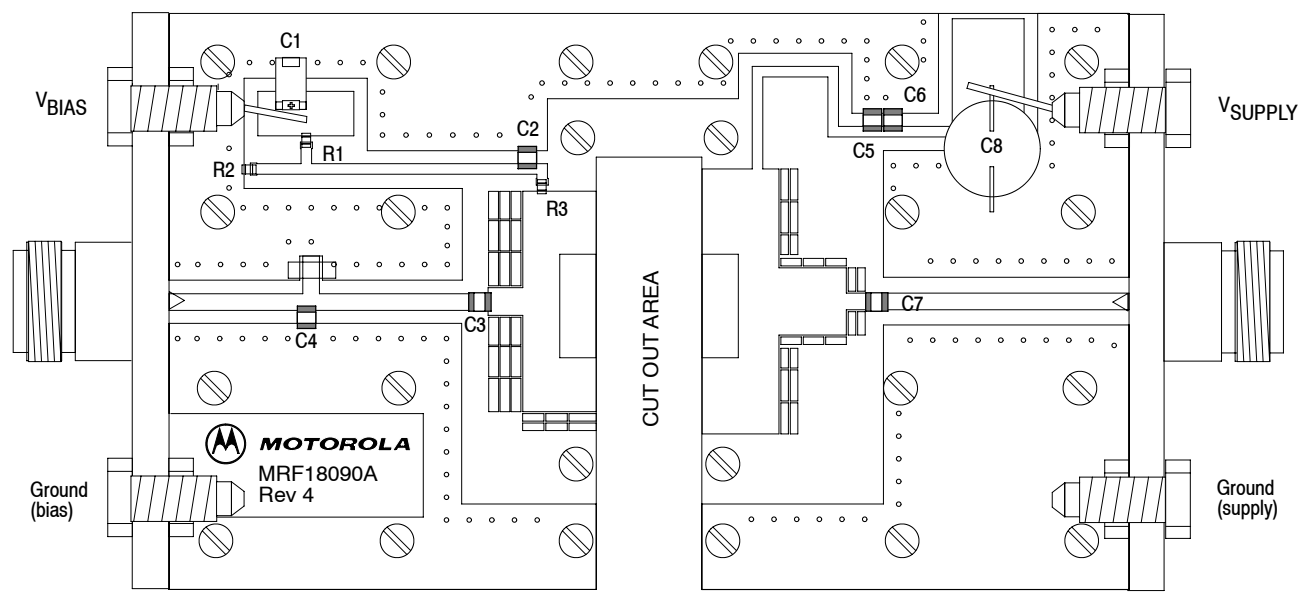 C1
C6
VBIAS
VSUPPLY
C2
R1
C5
C8
R2
R3
C3
C7
C4
CUT OUT AREA
MOTOROLA
MRF18090A
Rev 4
Ground
(bias)
Ground
(supply)